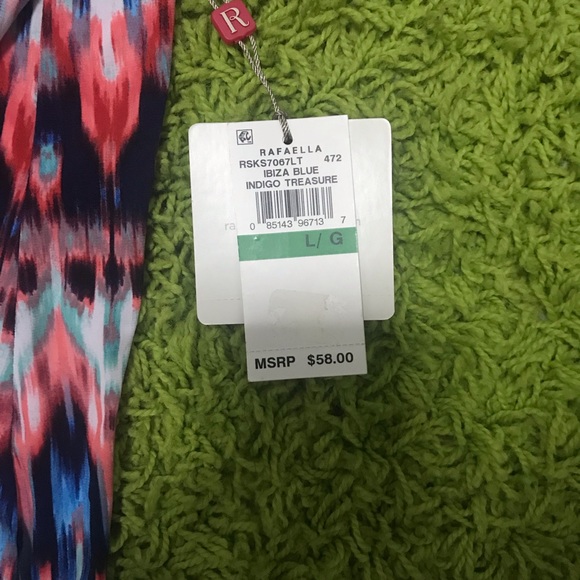 R
RAFAELLA
RSKS7067LT 472
IBIZA BLUE
INDIGO TREASURE
0 85143 96713 7
L/ G
MSRP $58.00